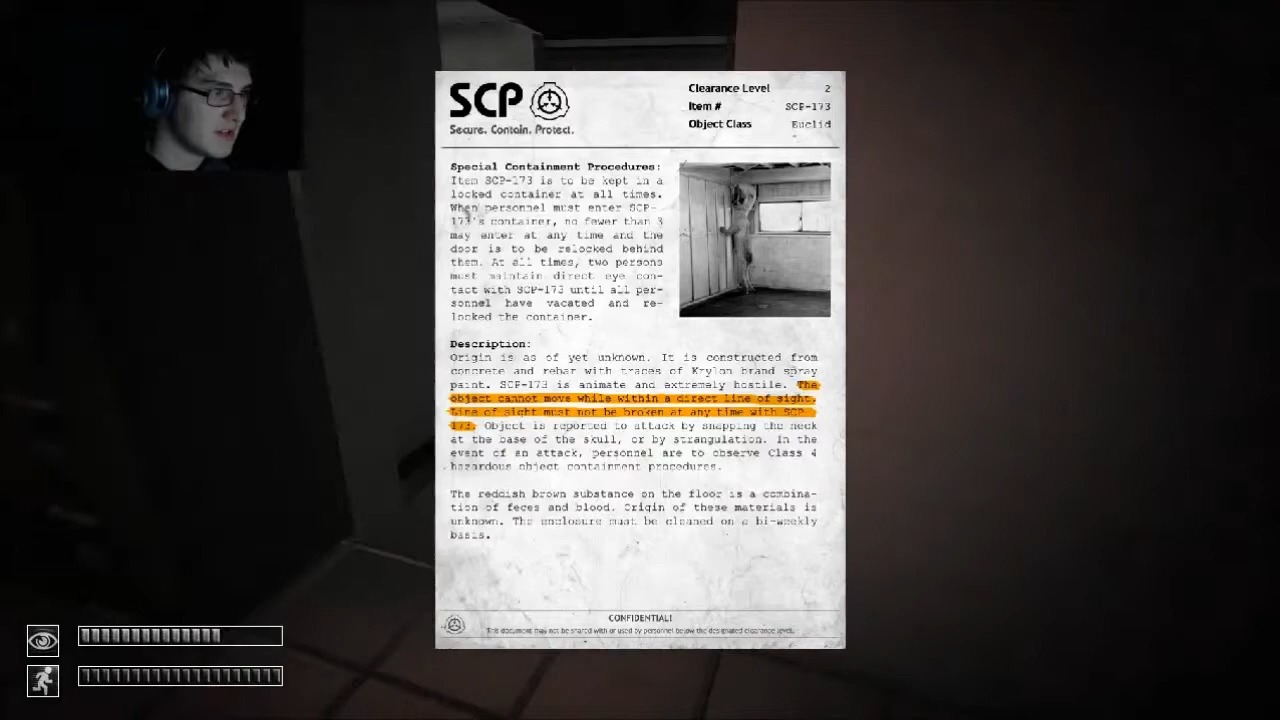 SCP
Secure. Contain. Protect.
Clearance Level 2
Item # SCP-173
Object Class Euclid
Special Containment Procedures:
Item SCP-173 is to be kept in a
locked container at all times.
When personnel must enter SCP-
173's container, no fewer than 3
may enter at any time and the
door is to be relocked behind
them. At all times, two persons
must maintain direct eye con-
tact with SCP-173 until all per-
sonnel have vacated and re-
locked the container.
Description:
Origin is as of yet unknown. It is constructed from
concrete and rebar with traces of Krylon brand spray
paint. SCP-173 is animate and extremely hostile. The
object cannot move while within a direct line of sight.
Line of sight must not be broken at any time with SCP-
173. Object is reported to attack by snapping the neck
at the base of the skull, or by strangulation. In the
event of an attack, personnel are to observe Class 4
hazardous object containment procedures.
The reddish brown substance on the floor is a combina-
tion of feces and blood. Origin of these materials is
unknown. The enclosure must be cleaned on a bi-weekly
basis.
CONFIDENTIAL!
This document may not be shared with or used by personnel below the designated clearance level.